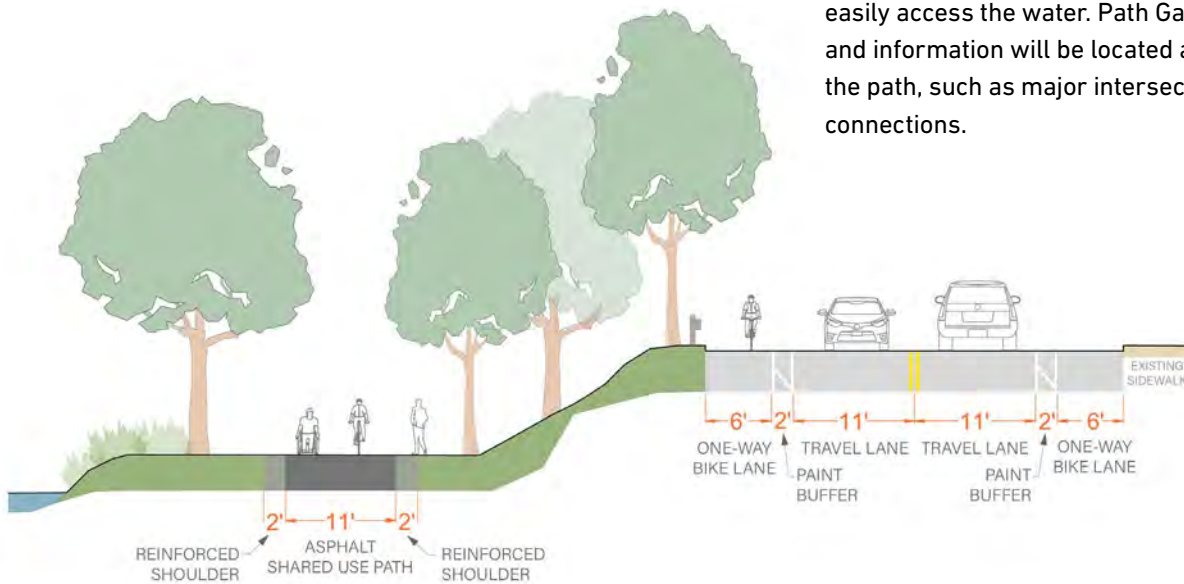 easily access the water. Path Ga
and information will be located a
the path, such as major intersec
connections.
EXISTING
SIDEWALK
6' 2' 11' 11' 2' 6'
ONE-WAY
BIKE LANE
PAINT
BUFFER
TRAVEL LANE
TRAVEL LANE
PAINT
BUFFER
ONE-WAY
BIKE LANE
2' 11' 2'
REINFORCED
SHOULDER
ASPHALT
SHARED USE PATH
REINFORCED
SHOULDER